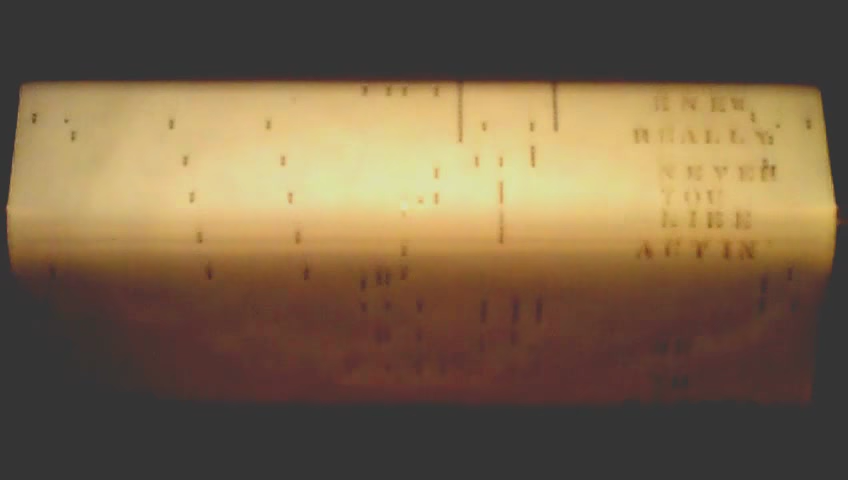 KNEW
REALLY
NEVER
YOU
LIKE
ACTIN'